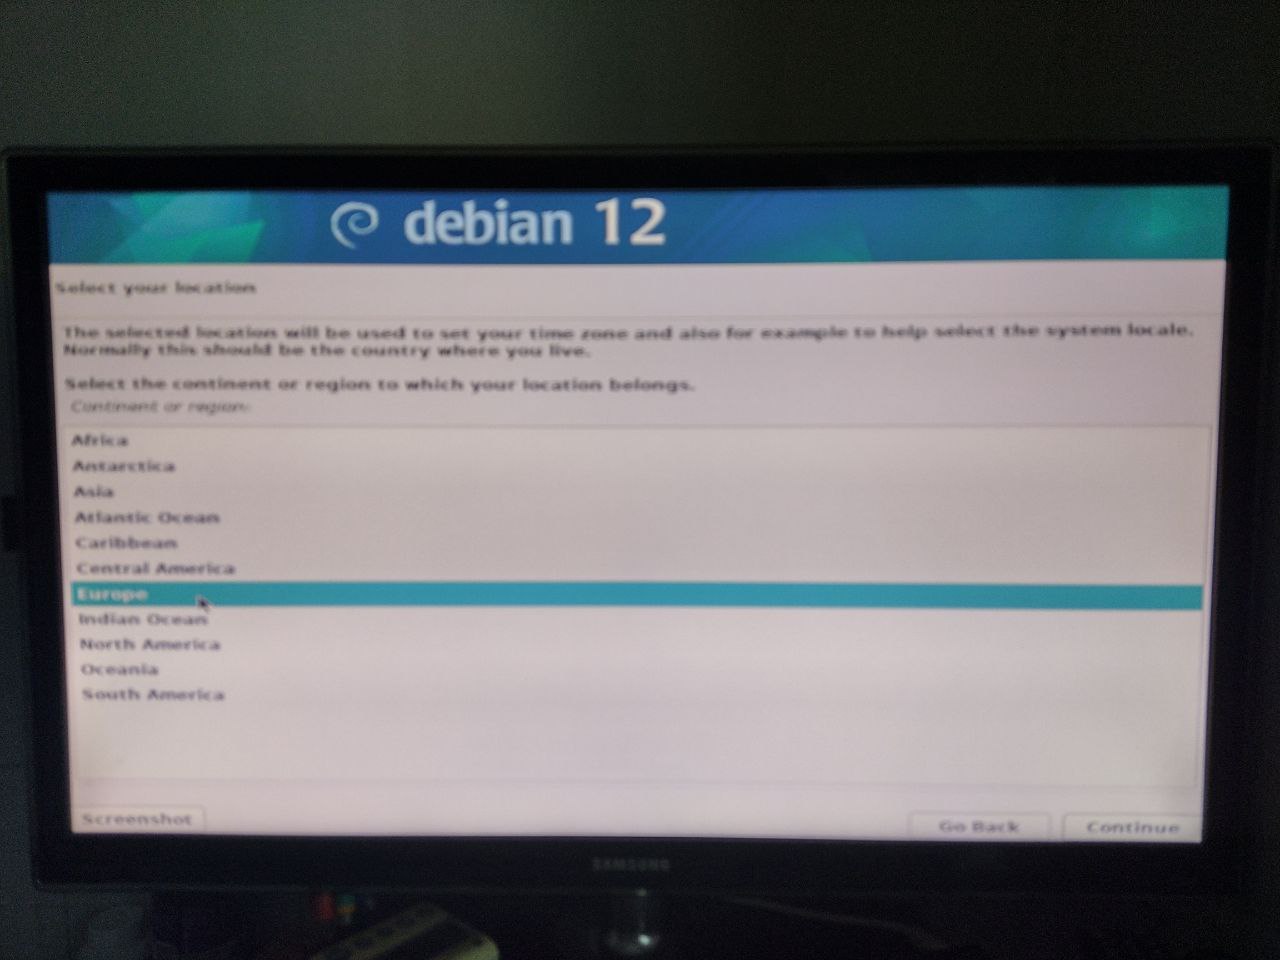 debian 12
Select your location
The selected location will be used to set your time zone and also for example to help select the system locale.
Normally this should be the country where you live.
Select the continent or region to which your location belongs.
Continent or region:
Africa
Antarctica
Asia
Atlantic Ocean
Caribbean
Central America
Europe
Indian Ocean
North America
Oceania
South America
Screenshot
Go Back
Continue
SAMSUNG